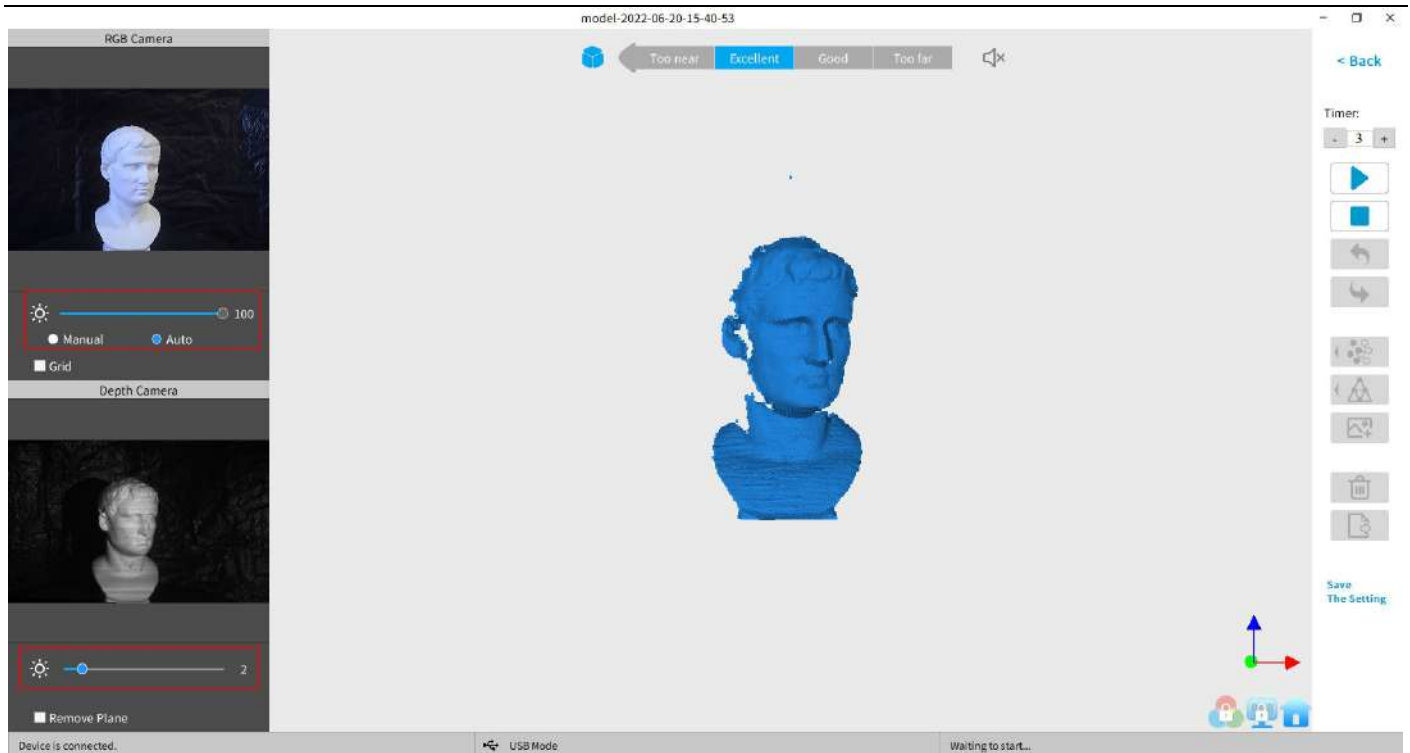 model-2022-06-20-15-40-53
RGB Camera
Too near
Excellent
Good
Too far
< Back
Timer:
- 3 +
100
Manual
Auto
Grid
Depth Camera
2
Remove Plane
Save
The Setting
Device is connected.
USB Mode
Waiting to start...